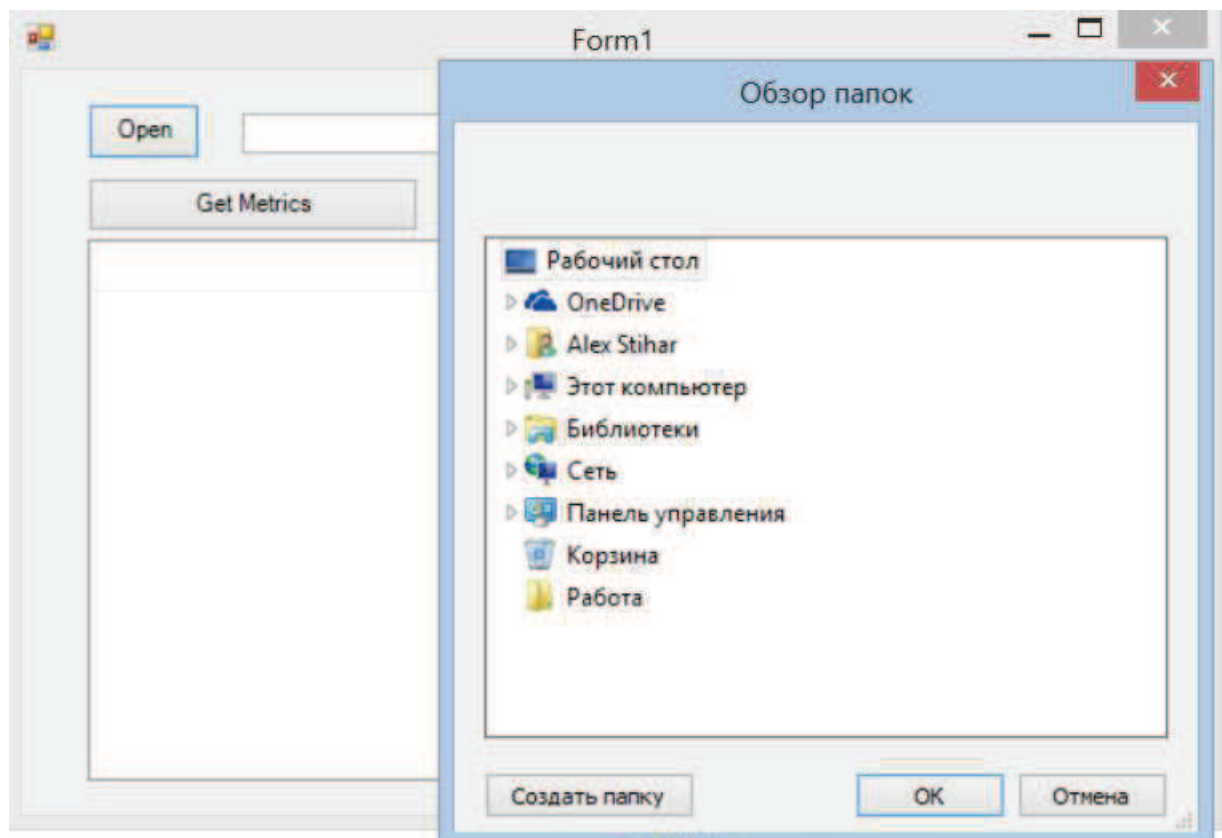 Form1
Обзор папок
Open
Get Metrics
Рабочий стол
OneDrive
Alex Stihar
Этот компьютер
Библиотеки
Сеть
Панель управления
Корзина
Работа
Создать папку
OK
Отмена